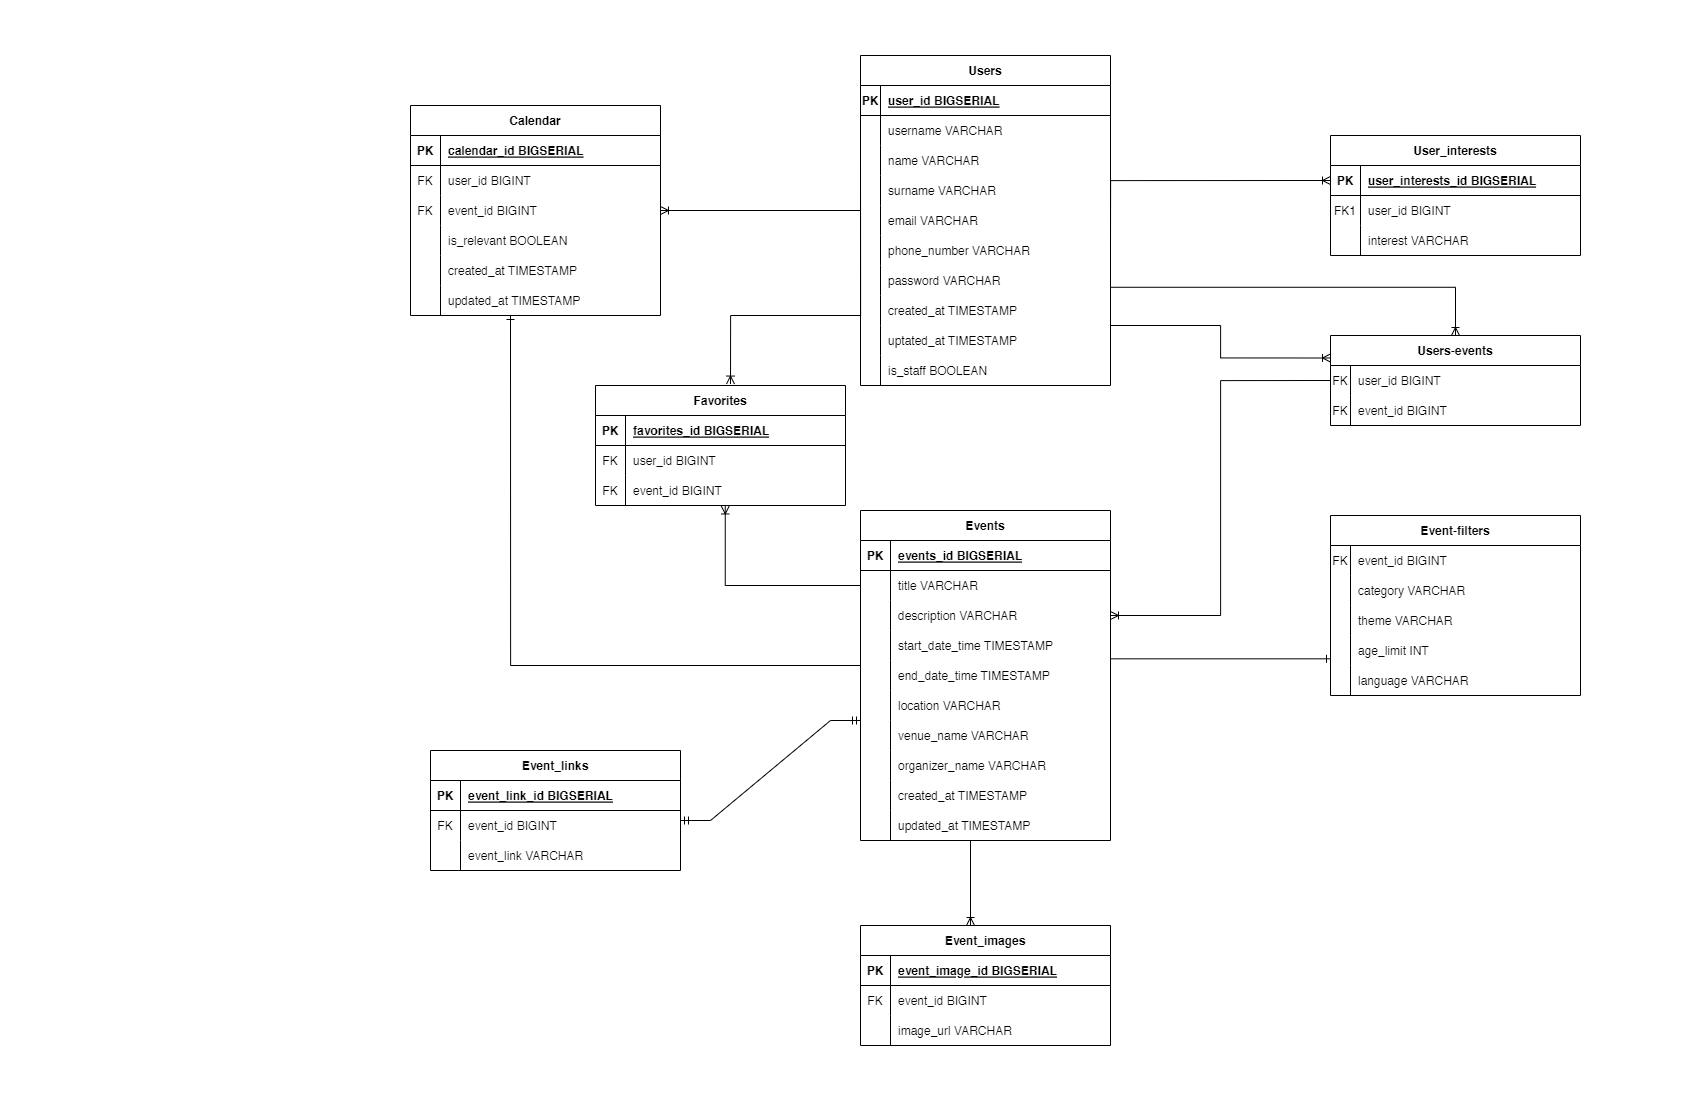 Users
PK user_id BIGSERIAL
username VARCHAR
name VARCHAR
surname VARCHAR
email VARCHAR
phone_number VARCHAR
password VARCHAR
created_at TIMESTAMP
uptated_at TIMESTAMP
is_staff BOOLEAN
Calendar
PK calendar_id BIGSERIAL
FK user_id BIGINT
FK event_id BIGINT
is_relevant BOOLEAN
created_at TIMESTAMP
updated_at TIMESTAMP
User_interests
PK user_interests_id BIGSERIAL
FK1 user_id BIGINT
interest VARCHAR
Users-events
FK user_id BIGINT
FK event_id BIGINT
Favorites
PK favorites_id BIGSERIAL
FK user_id BIGINT
FK event_id BIGINT
Events
PK events_id BIGSERIAL
title VARCHAR
description VARCHAR
start_date_time TIMESTAMP
end_date_time TIMESTAMP
location VARCHAR
venue_name VARCHAR
organizer_name VARCHAR
created_at TIMESTAMP
updated_at TIMESTAMP
Event-filters
FK event_id BIGINT
category VARCHAR
theme VARCHAR
age_limit INT
language VARCHAR
Event_links
PK event_link_id BIGSERIAL
FK event_id BIGINT
event_link VARCHAR
Event_images
PK event_image_id BIGSERIAL
FK event_id BIGINT
image_url VARCHAR